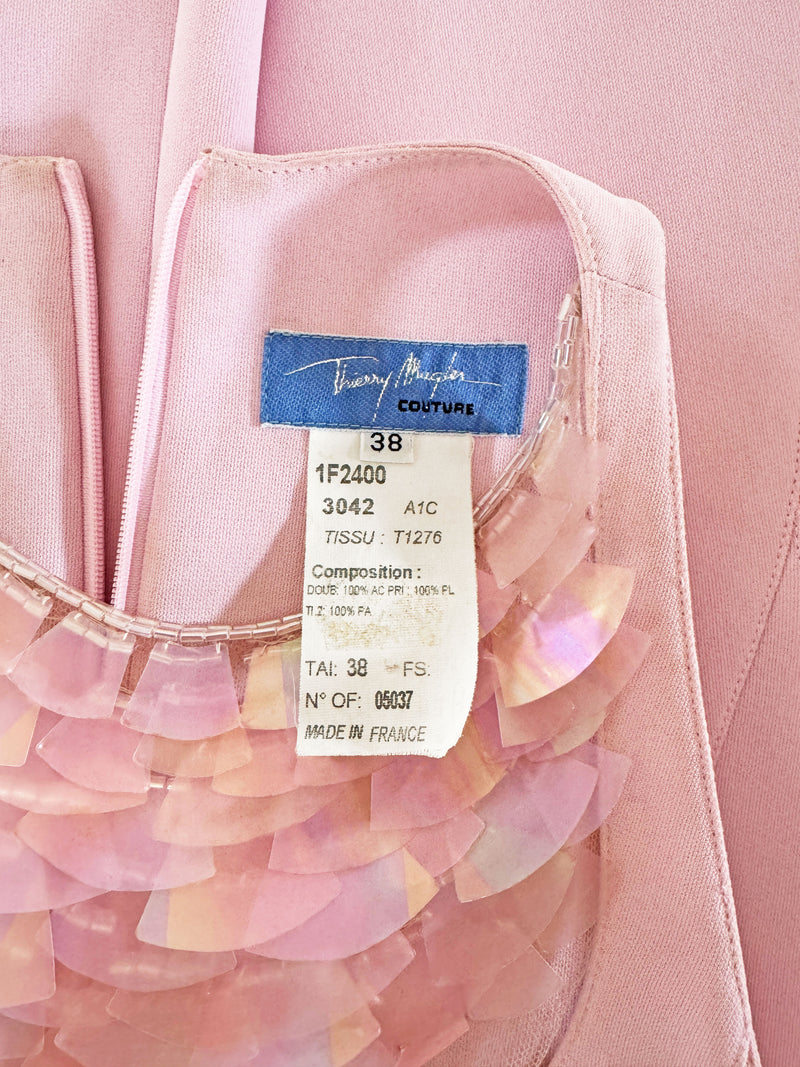 Thierry Mugler
COUTURE
38
1F2400
3042 A1C
TISSU : T1276
Composition :
DOUB: 100% AC PRI : 100% PL
TI.2: 100% PA
TAI: 38 FS:
N° OF: 05037
MADE IN FRANCE